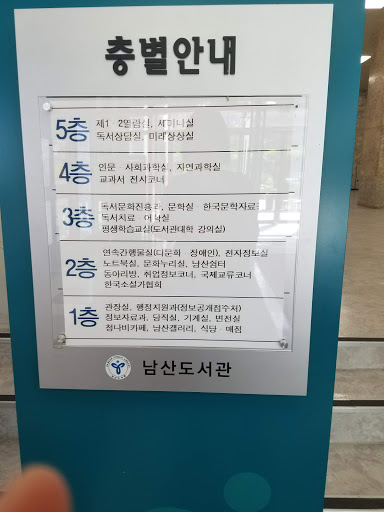 층별안내
5층
제1·2열람실, 세미나실
독서상담실, 미래상상실
4층
인문·사회과학실, 자연과학실
교과서 전시코너
3층
독서문화진흥과, 문학실·한국문학자료실
독서치료·어학실
평생학습교실(도서관대학 강의실)
2층
연속간행물실(다문화·장애인), 전자정보실
노트북실, 문화누리실, 남산쉼터
동아리방, 취업정보코너, 국제교류코너
한국소설가협회
1층
관장실, 행정지원과(정보공개접수처)
정보자료과, 당직실, 기계실, 변전실
정나비카페, 남산갤러리, 식당·매점
남산도서관